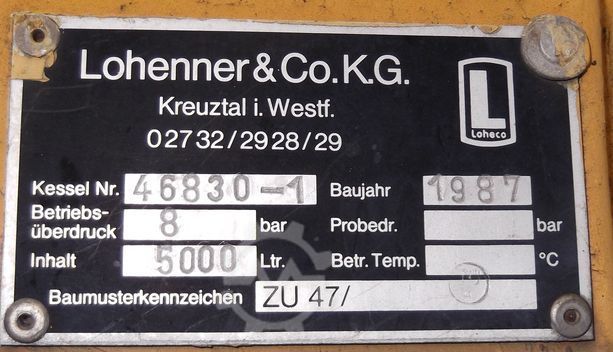 Lohenner & Co. K.G.
Kreuztal i. Westf.
02732/2928/29
L
Loheco
Kessel Nr. 46830-1 Baujahr 1987
Betriebs-
überdruck 8 bar Probedr. bar
Inhalt 5000 Ltr. Betr. Temp. °C
Baumusterkennzeichen ZU 47/